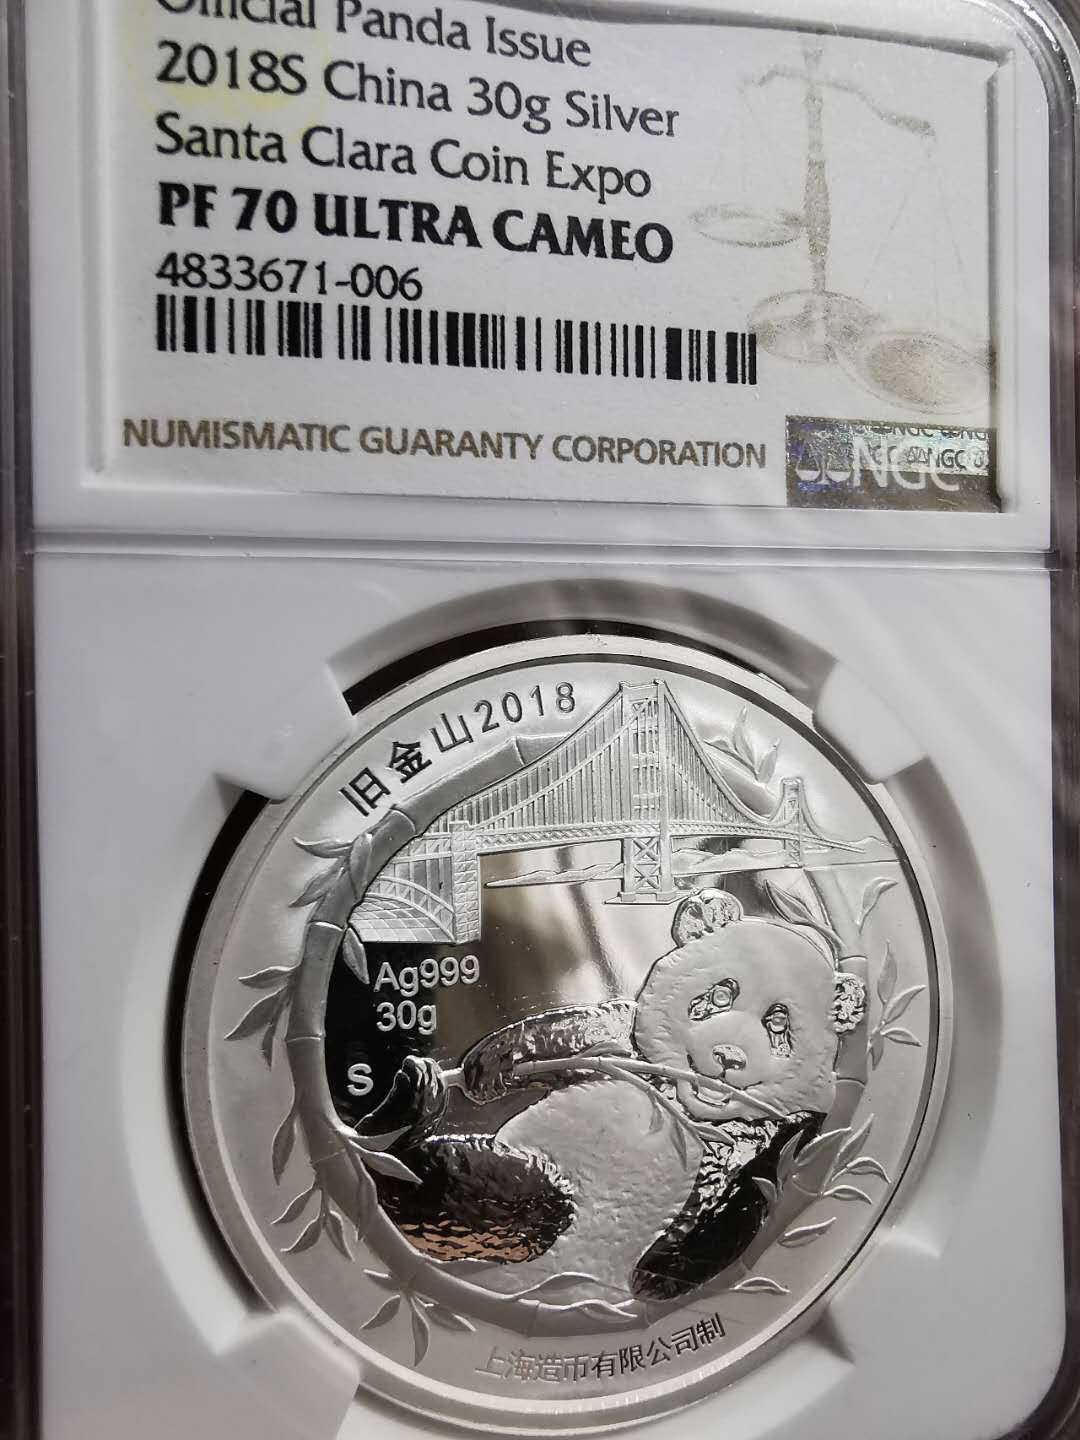 Official Panda Issue
2018S China 30g Silver
Santa Clara Coin Expo
PF 70 ULTRA CAMEO
4833671-006
NUMISMATIC GUARANTY CORPORATION
NGC
旧金山2018
Ag999
30g
S
上海造币有限公司制